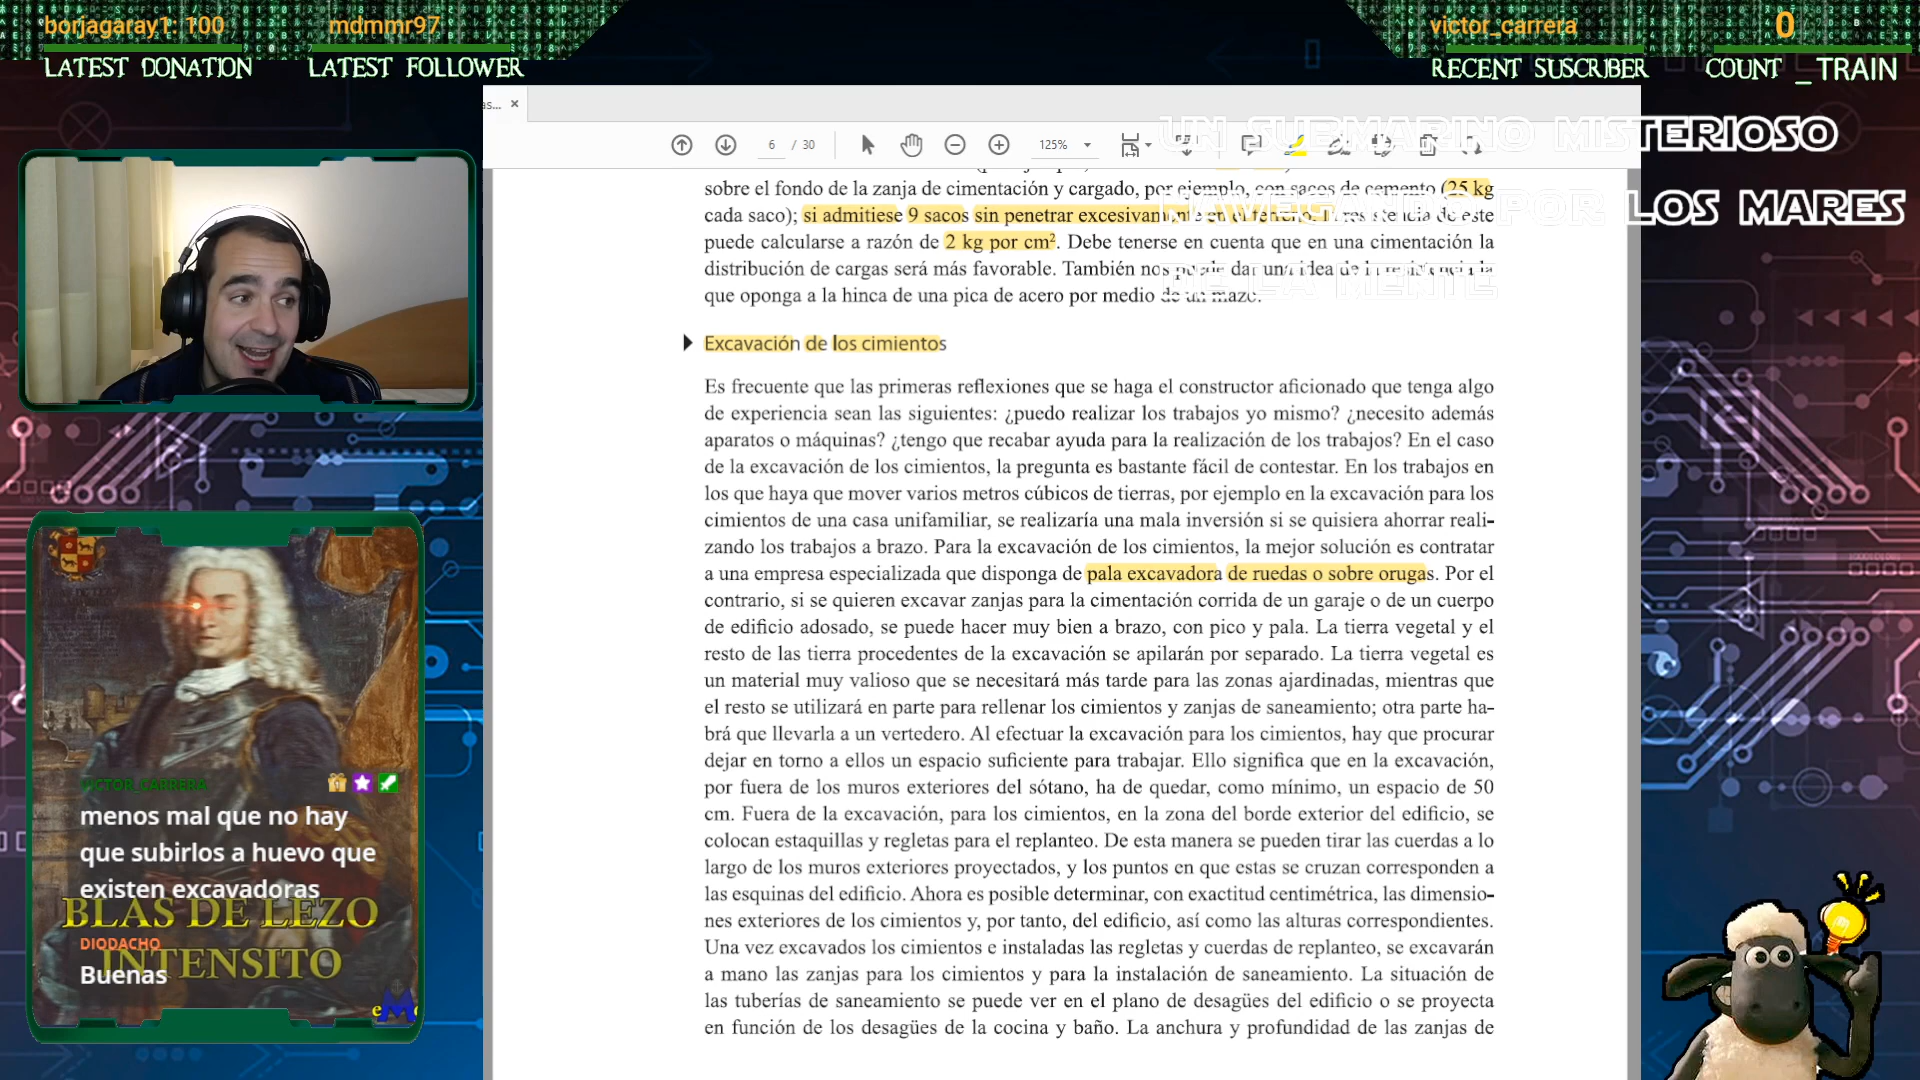 borjagaray1: 100
LATEST DONATION
mdmmr97
LATEST FOLLOWER
victor_carrera
RECENT SUSCRIBER
0
COUNT _TRAIN
UN SUBMARINO MISTERIOSO
NAVEGANDO POR LOS MARES
DE LA MENTE
as...
6 / 30
125%
sobre el fondo de la zanja de cimentación y cargado, por ejemplo, con sacos de cemento (25 kg
cada saco); si admitiese 9 sacos sin penetrar excesivamente en el terreno. la resistencia de este
puede calcularse a razón de 2 kg por cm². Debe tenerse en cuenta que en una cimentación la
distribución de cargas será más favorable. También nos puede dar una idea de la resistencia la
que oponga a la hinca de una pica de acero por medio de un mazo.
Excavación de los cimientos
Es frecuente que las primeras reflexiones que se haga el constructor aficionado que tenga algo
de experiencia sean las siguientes: ¿puedo realizar los trabajos yo mismo? ¿necesito además
aparatos o máquinas? ¿tengo que recabar ayuda para la realización de los trabajos? En el caso
de la excavación de los cimientos, la pregunta es bastante fácil de contestar. En los trabajos en
los que haya que mover varios metros cúbicos de tierras, por ejemplo en la excavación para los
cimientos de una casa unifamiliar, se realizaría una mala inversión si se quisiera ahorrar reali-
zando los trabajos a brazo. Para la excavación de los cimientos, la mejor solución es contratar
a una empresa especializada que disponga de pala excavadora de ruedas o sobre orugas. Por el
contrario, si se quieren excavar zanjas para la cimentación corrida de un garaje o de un cuerpo
de edificio adosado, se puede hacer muy bien a brazo, con pico y pala. La tierra vegetal y el
resto de las tierra procedentes de la excavación se apilarán por separado. La tierra vegetal es
un material muy valioso que se necesitará más tarde para las zonas ajardinadas, mientras que
el resto se utilizará en parte para rellenar los cimientos y zanjas de saneamiento; otra parte ha-
brá que llevarla a un vertedero. Al efectuar la excavación para los cimientos, hay que procurar
dejar en torno a ellos un espacio suficiente para trabajar. Ello significa que en la excavación,
por fuera de los muros exteriores del sótano, ha de quedar, como mínimo, un espacio de 50
cm. Fuera de la excavación, para los cimientos, en la zona del borde exterior del edificio, se
colocan estaquillas y regletas para el replanteo. De esta manera se pueden tirar las cuerdas a lo
largo de los muros exteriores proyectados, y los puntos en que estas se cruzan corresponden a
las esquinas del edificio. Ahora es posible determinar, con exactitud centimétrica, las dimensio-
nes exteriores de los cimientos y, por tanto, del edificio, así como las alturas correspondientes.
Una vez excavados los cimientos e instaladas las regletas y cuerdas de replanteo, se excavarán
a mano las zanjas para los cimientos y para la instalación de saneamiento. La situación de
las tuberías de saneamiento se puede ver en el plano de desagües del edificio o se proyecta
en función de los desagües de la cocina y baño. La anchura y profundidad de las zanjas de
VICTOR_CARRERA
menos mal que no hay
que subirlos a huevo que
existen excavadoras
BLAS DE LEZO
DIODACHO
INTENSITO
Buenas